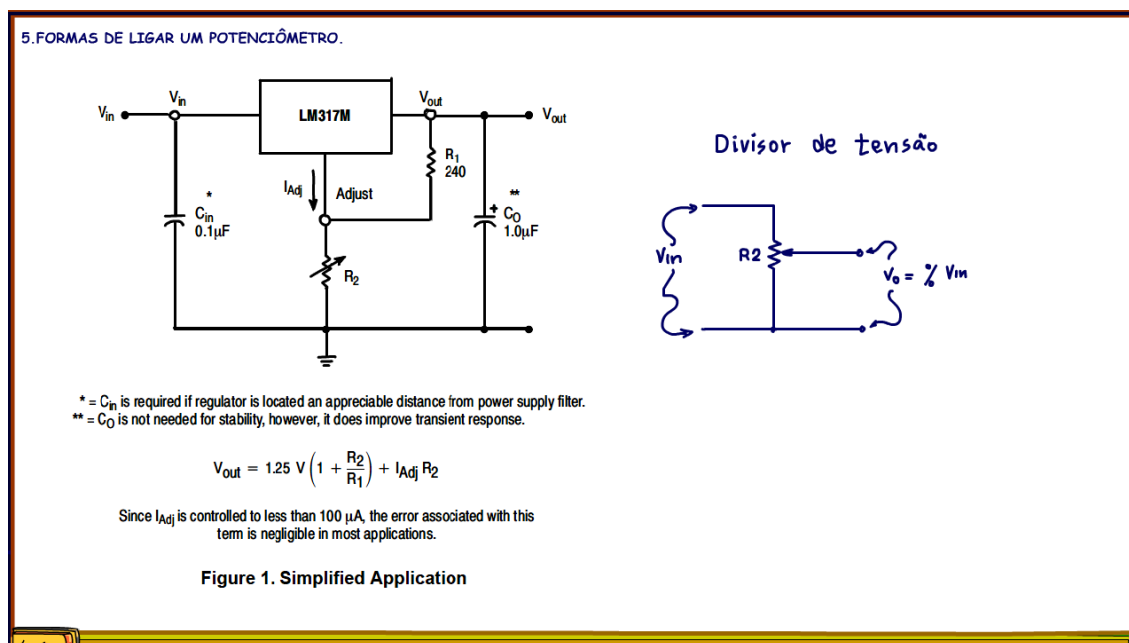 5.FORMAS DE LIGAR UM POTENCIÔMETRO.
Vin
Vin
LM317M
Vout
Vout
R1
240
IAdj
Adjust
*
Cin
0.1μF
**
+
CO
1.0μF
R2
* = Cin is required if regulator is located an appreciable distance from power supply filter.
** = CO is not needed for stability, however, it does improve transient response.
Vout = 1.25 V (1 + R2/R1) + IAdj R2
Since IAdj is controlled to less than 100 μA, the error associated with this
term is negligible in most applications.
Figure 1. Simplified Application
Divisor de tensão
Vin
R2
Vo = % Vin